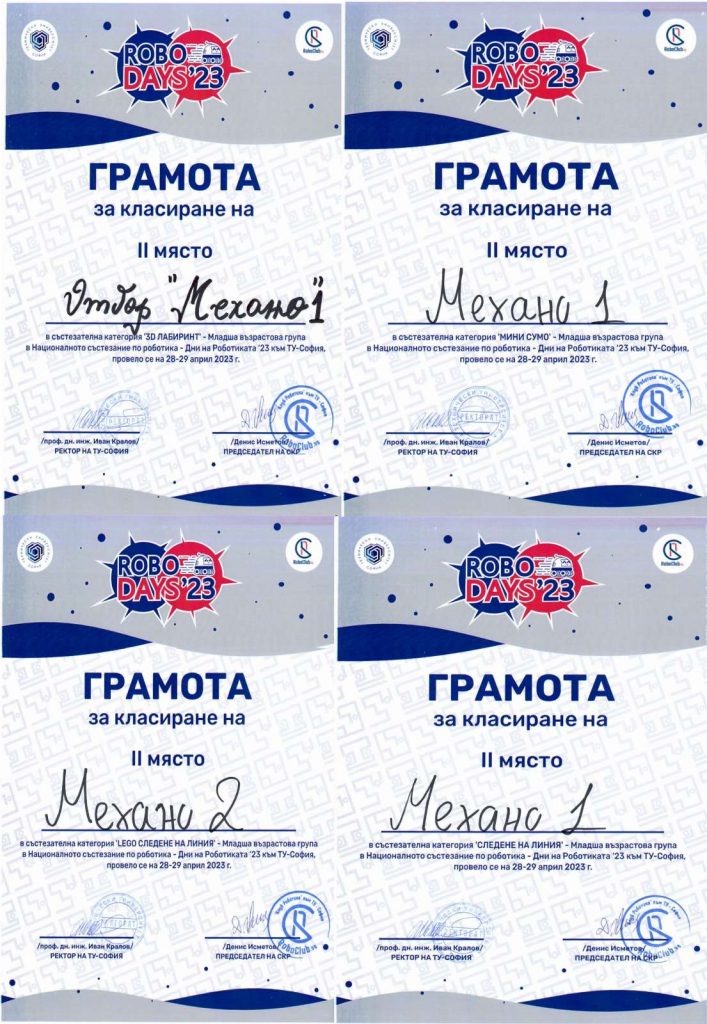 ROBO
DAYS'23
RoboClub
ГРАМОТА
за класиране на
II място
Отбор "Механо"1
в състезателна категория '3D ЛАБИРИНТ' - Младша възрастова група
в Националното състезание по роботика - Дни на Роботиката '23 към ТУ-София,
провело се на 28-29 април 2023 г.
/проф. дн. инж. Иван Кралов/
РЕКТОР НА ТУ-СОФИЯ
/Денис Исметов/
ПРЕДСЕДАТЕЛ НА СКР
ROBO
DAYS'23
RoboClub
ГРАМОТА
за класиране на
II място
Механо 1
в състезателна категория 'МИНИ СУМО' - Младша възрастова група
в Националното състезание по роботика - Дни на Роботиката '23 към ТУ-София,
провело се на 28-29 април 2023 г.
РЕКТОРАТ
/проф. дн. инж. Иван Кралов/
РЕКТОР НА ТУ-СОФИЯ
/Денис Исметов/
ПРЕДСЕДАТЕЛ НА СКР
ROBO
DAYS'23
RoboClub
ГРАМОТА
за класиране на
II място
Механо 2
в състезателна категория 'LEGO СЛЕДЕНЕ НА ЛИНИЯ' - Младша възрастова група
в Националното състезание по роботика - Дни на Роботиката '23 към ТУ-София,
провело се на 28-29 април 2023 г.
/проф. дн. инж. Иван Кралов/
РЕКТОР НА ТУ-СОФИЯ
/Денис Исметов/
ПРЕДСЕДАТЕЛ НА СКР
ROBO
DAYS'23
RoboClub
ГРАМОТА
за класиране на
II място
Механо 1
в състезателна категория 'СЛЕДЕНЕ НА ЛИНИЯ' - Младша възрастова група
в Националното състезание по роботика - Дни на Роботиката '23 към ТУ-София,
провело се на 28-29 април 2023 г.
/проф. дн. инж. Иван Кралов/
РЕКТОР НА ТУ-СОФИЯ
/Денис Исметов/
ПРЕДСЕДАТЕЛ НА СКР